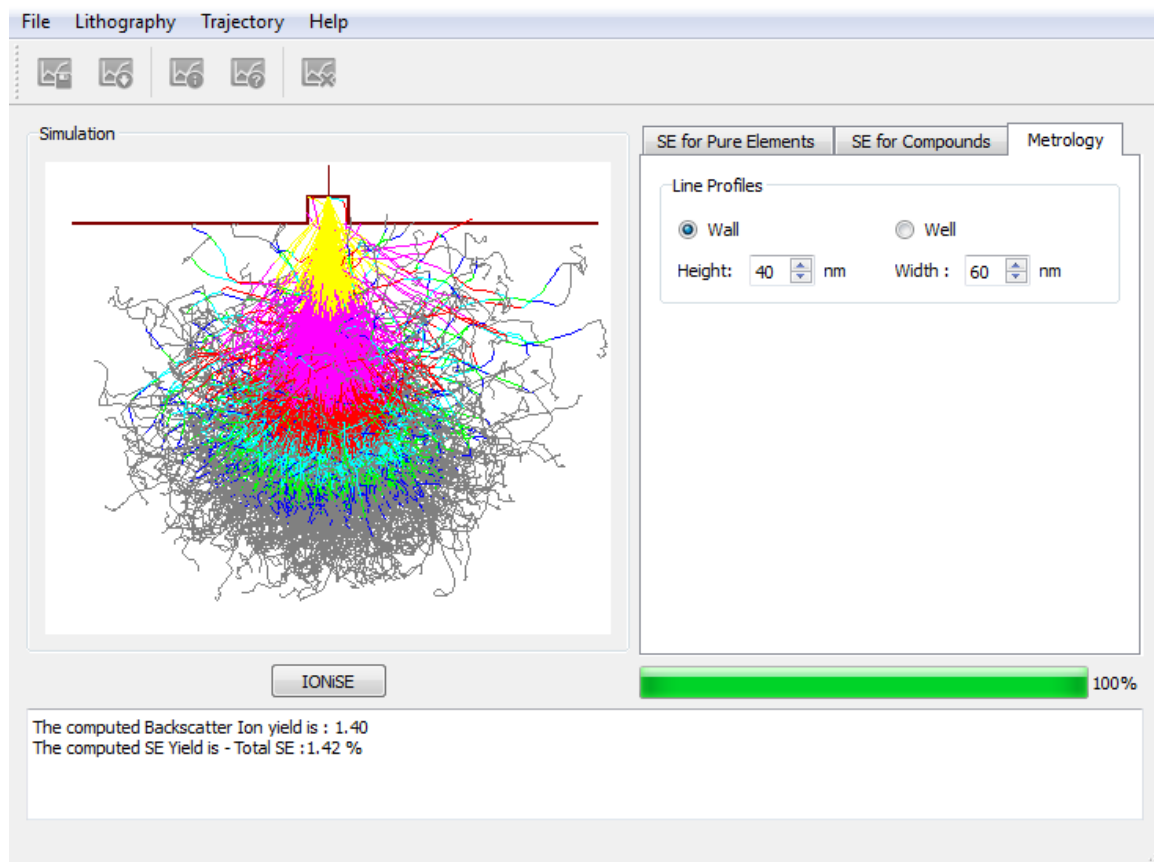 File Lithography Trajectory Help
Simulation
SE for Pure Elements SE for Compounds Metrology
Line Profiles
Wall Well
Height: 40 nm Width : 60 nm
IONiSE
100%
The computed Backscatter Ion yield is : 1.40
The computed SE Yield is - Total SE :1.42 %